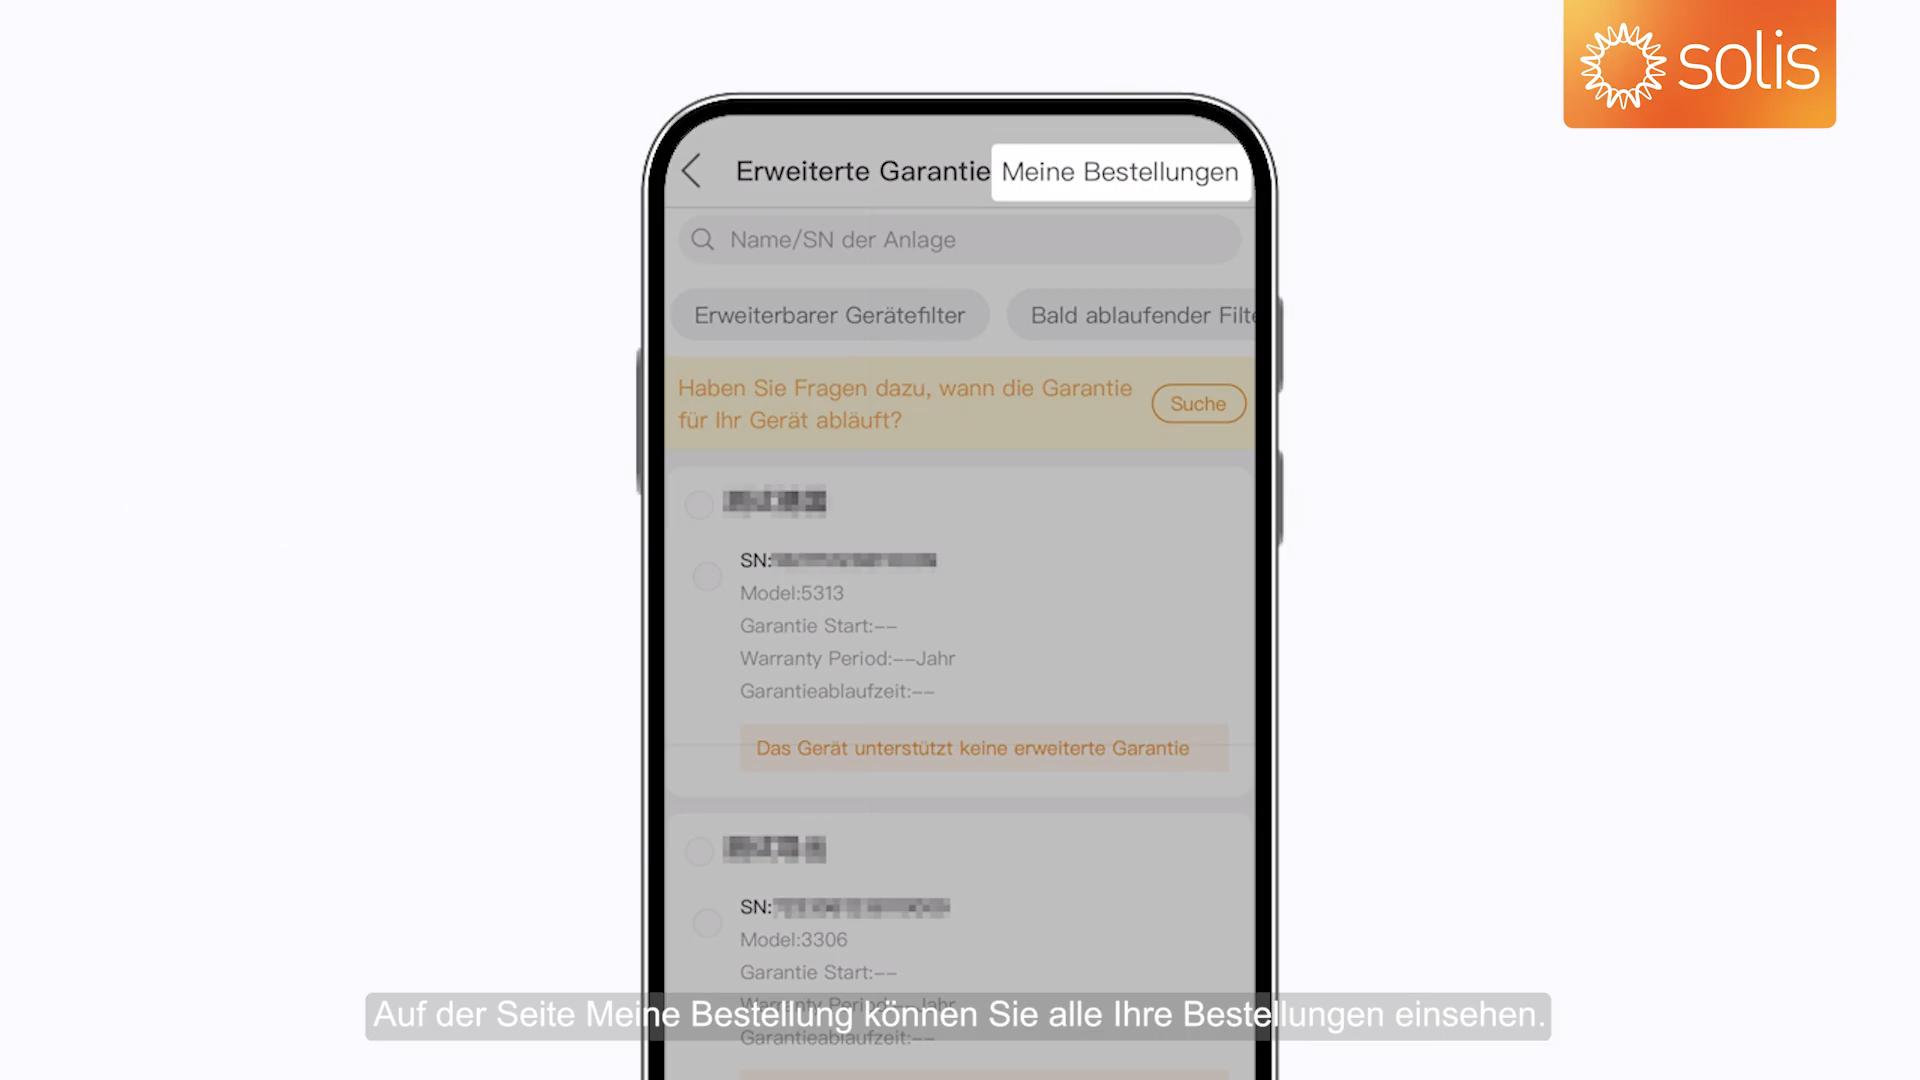 solis
Erweiterte Garantie
Meine Bestellungen
Name/SN der Anlage
Erweiterbarer Gerätefilter
Bald ablaufender Filte
Haben Sie Fragen dazu, wann die Garantie
für Ihr Gerät abläuft?
Suche
SN:
Model:5313
Garantie Start:--
Warranty Period:--Jahr
Garantieablaufzeit:--
Das Gerät unterstützt keine erweiterte Garantie
SN:
Model:3306
Garantie Start:--
Warranty Period:--Jahr
Auf der Seite Meine Bestellung können Sie alle Ihre Bestellungen einsehen.
Garantieablaufzeit:--